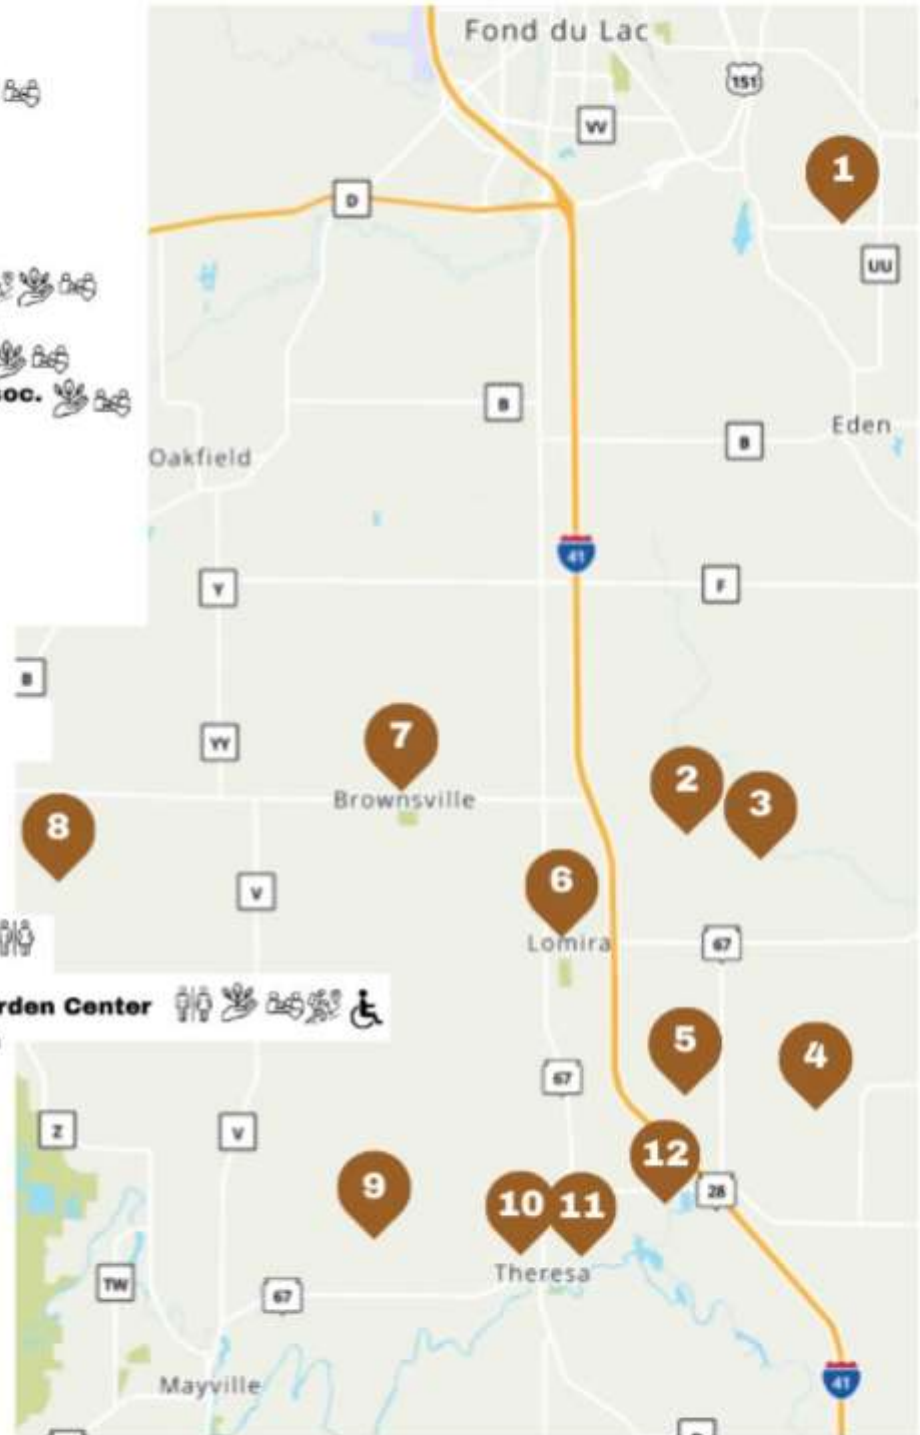 Fond du Lac
151
VV
1
D
UU
oc.
B
Eden
B
Oakfield
41
Y
F
B
7
YY
2
3
Brownsville
8
6
V
Lomira
67
rden Center
5
4
67
Z
V
12
9
28
10
11
Theresa
TW
67
Mayville
41